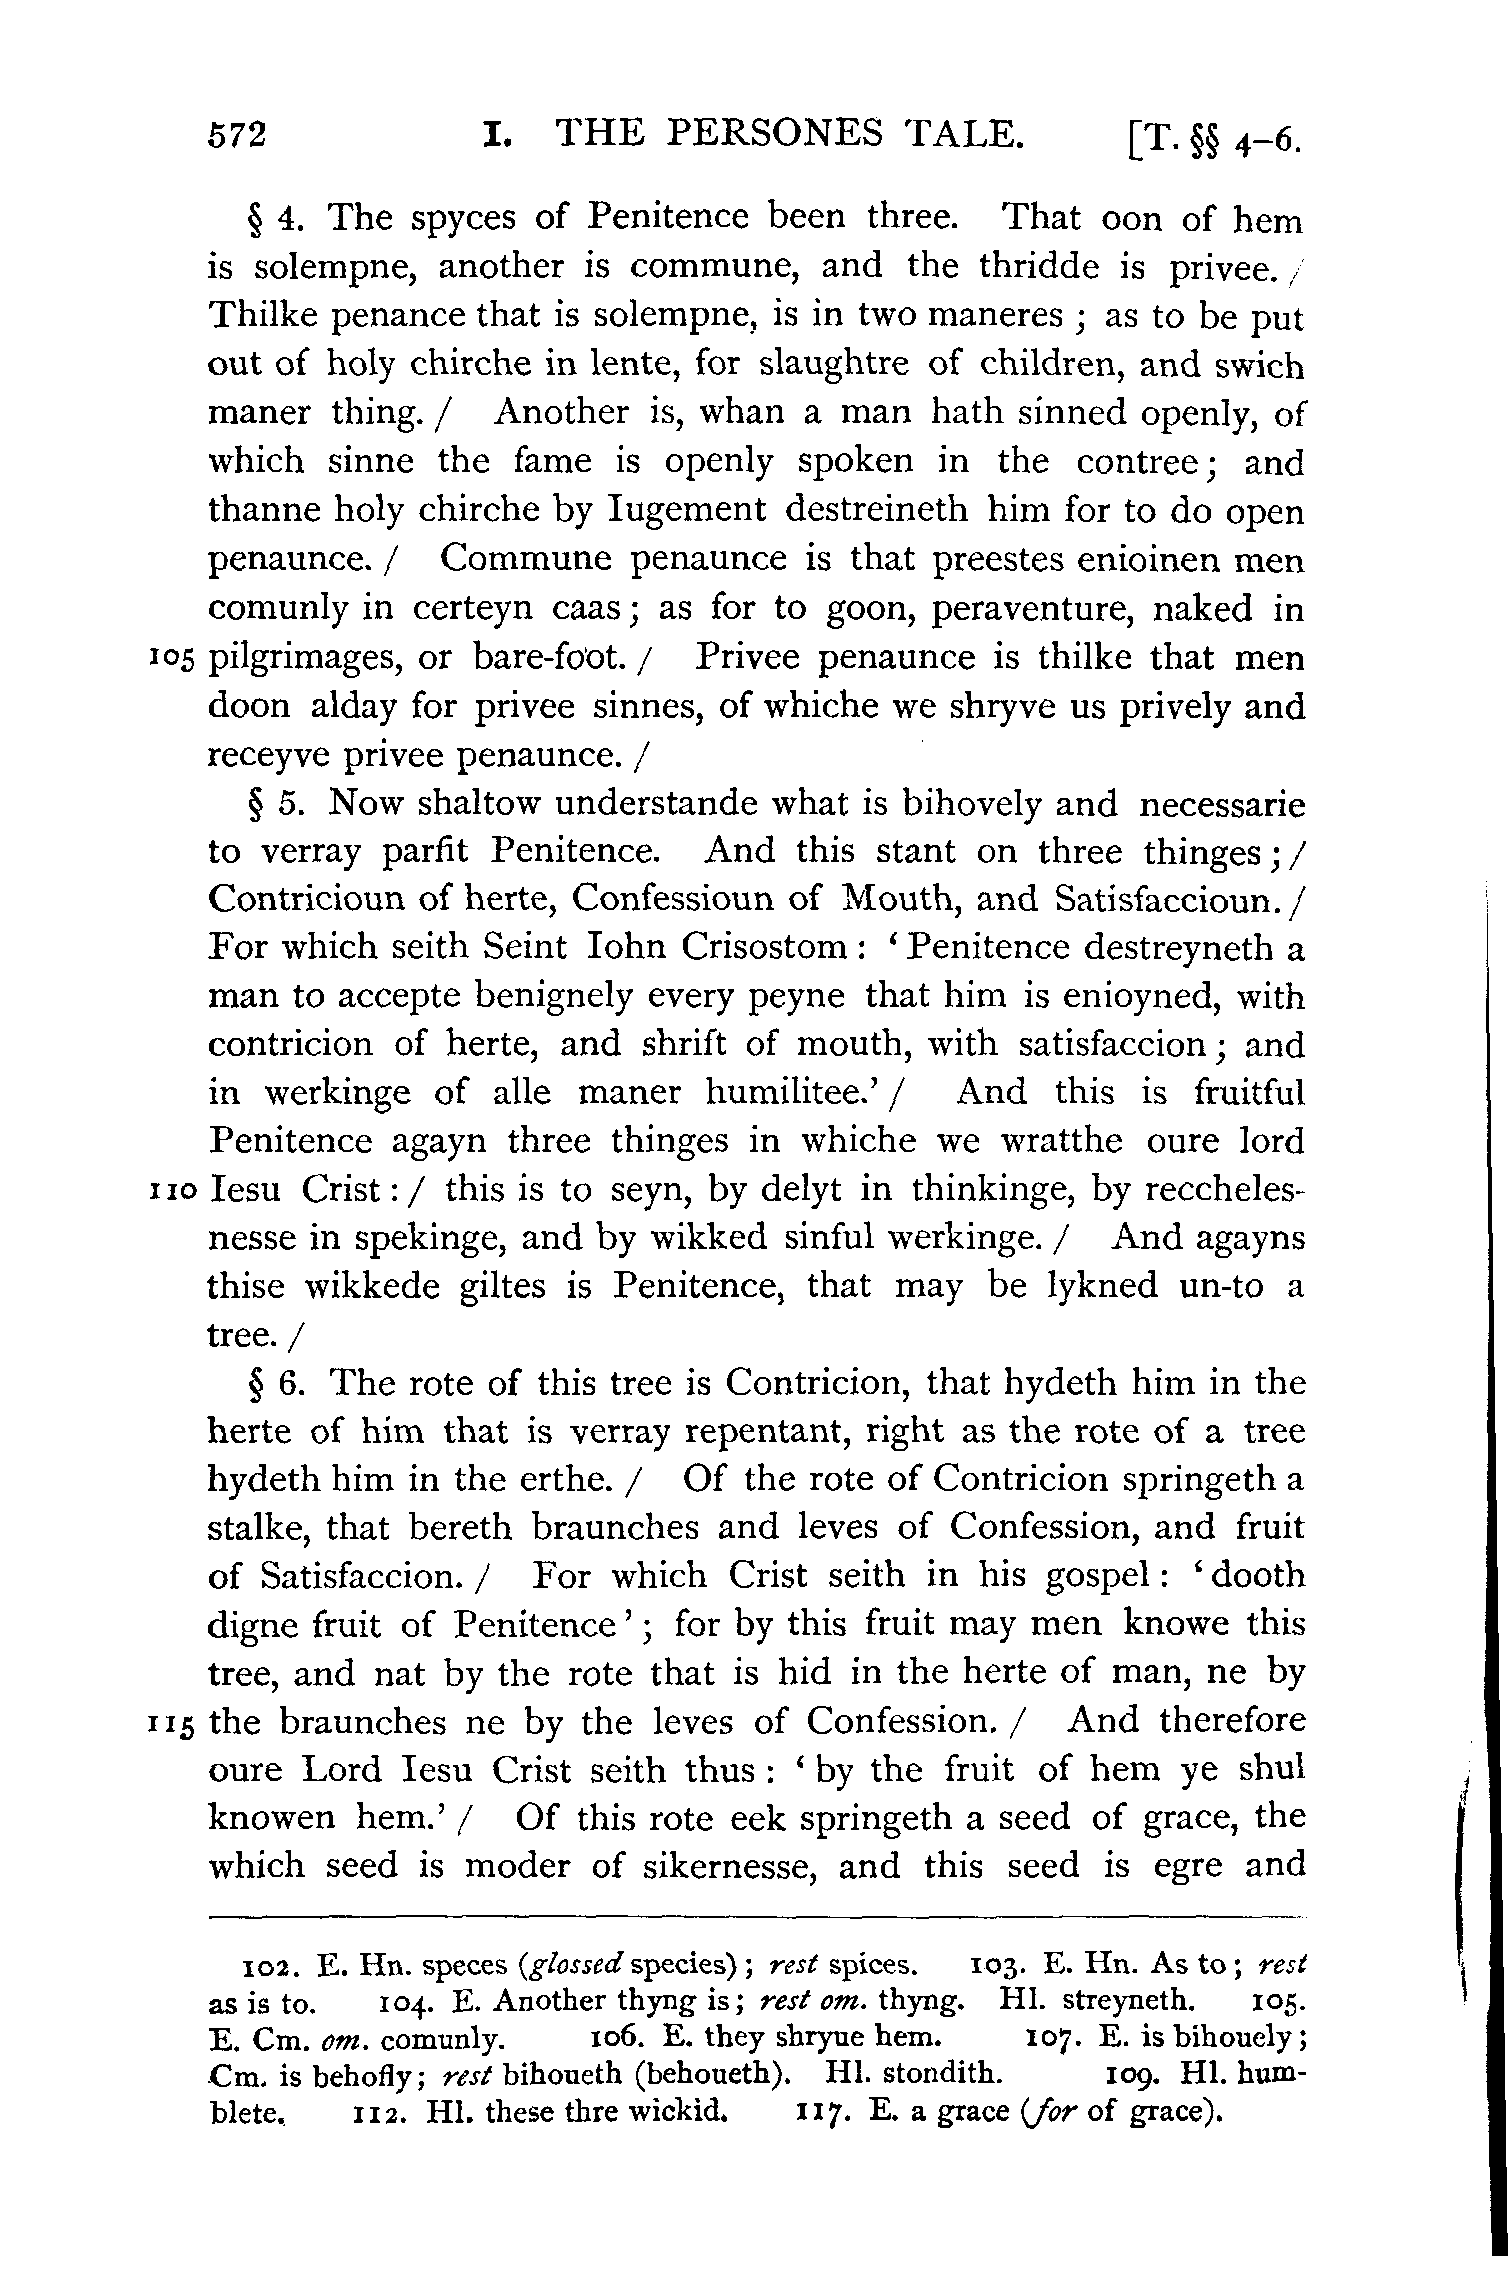 572 I. THE PERSONES TALE. [T. §§ 4–6.
§ 4. The spyces of Penitence been three. That oon of hem
is solempne, another is commune, and the thridde is privee. /
Thilke penance that is solempne, is in two maneres ; as to be put
out of holy chirche in lente, for slaughtre of children, and swich
maner thing. / Another is, whan a man hath sinned openly, of
which sinne the fame is openly spoken in the contree ; and
thanne holy chirche by Iugement destreineth him for to do open
penaunce. / Commune penaunce is that preestes enioinen men
comunly in certeyn caas ; as for to goon, peraventure, naked in
105 pilgrimages, or bare-foot. / Privee penaunce is thilke that men
doon alday for privee sinnes, of whiche we shryve us prively and
receyve privee penaunce. /
§ 5. Now shaltow understande what is bihovely and necessarie
to verray parfit Penitence. And this stant on three thinges ; /
Contricioun of herte, Confessioun of Mouth, and Satisfaccioun. /
For which seith Seint Iohn Crisostom : ‘ Penitence destreyneth a
man to accepte benignely every peyne that him is enioyned, with
contricion of herte, and shrift of mouth, with satisfaccion ; and
in werkinge of alle maner humilitee.’ / And this is fruitful
Penitence agayn three thinges in whiche we wratthe oure lord
110 Iesu Crist : / this is to seyn, by delyt in thinkinge, by reccheles-
nesse in spekinge, and by wikked sinful werkinge. / And agayns
thise wikkede giltes is Penitence, that may be lykned un-to a
tree. /
§ 6. The rote of this tree is Contricion, that hydeth him in the
herte of him that is verray repentant, right as the rote of a tree
hydeth him in the erthe. / Of the rote of Contricion springeth a
stalke, that bereth braunches and leves of Confession, and fruit
of Satisfaccion. / For which Crist seith in his gospel : ‘ dooth
digne fruit of Penitence ’ ; for by this fruit may men knowe this
tree, and nat by the rote that is hid in the herte of man, ne by
115 the braunches ne by the leves of Confession. / And therefore
oure Lord Iesu Crist seith thus : ‘ by the fruit of hem ye shul
knowen hem.’ / Of this rote eek springeth a seed of grace, the
which seed is moder of sikernesse, and this seed is egre and
102. E. Hn. speces (glossed species) ; rest spices. 103. E. Hn. As to ; rest
as is to. 104. E. Another thyng is ; rest om. thyng. Hl. streyneth. 105.
E. Cm. om. comunly. 106. E. they shryue hem. 107. E. is bihouely ;
Cm. is behofly ; rest bihoueth (behoueth). Hl. stondith. 109. Hl. hum-
blete. 112. Hl. these thre wickid. 117. E. a grace (for of grace).